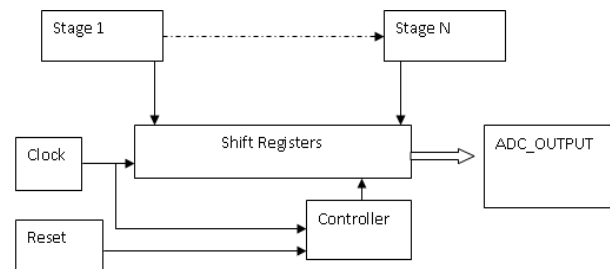 Stage 1
Stage N
Shift Registers
Clock
ADC_OUTPUT
Controller
Reset